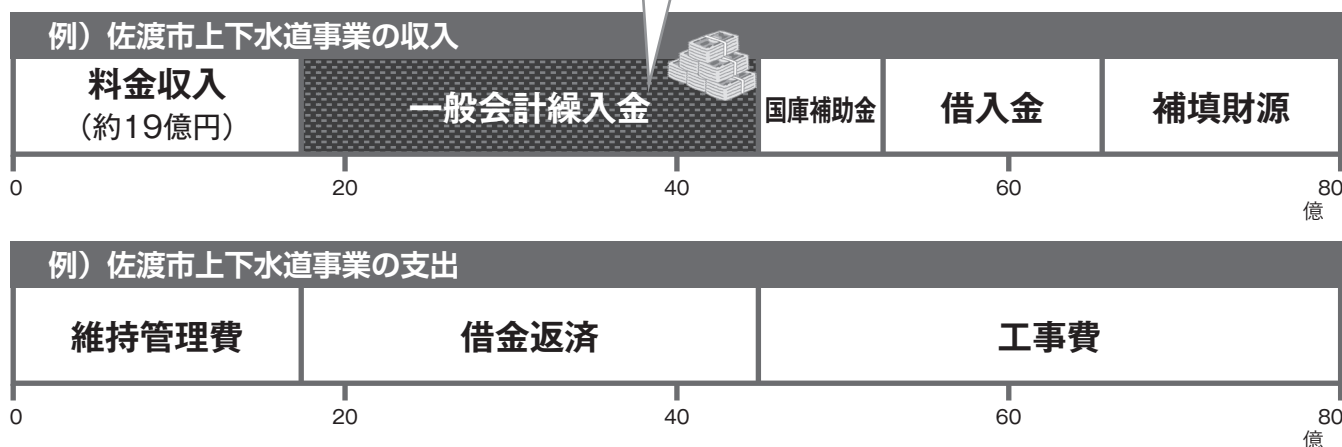 例）佐渡市上下水道事業の収入
料金収入 一般会計繰入金 国庫補助金 借入金 補填財源
（約19億円）
0 20 40 60 80
億
例）佐渡市上下水道事業の支出
維持管理費 借金返済 工事費
0 20 40 60 80
億